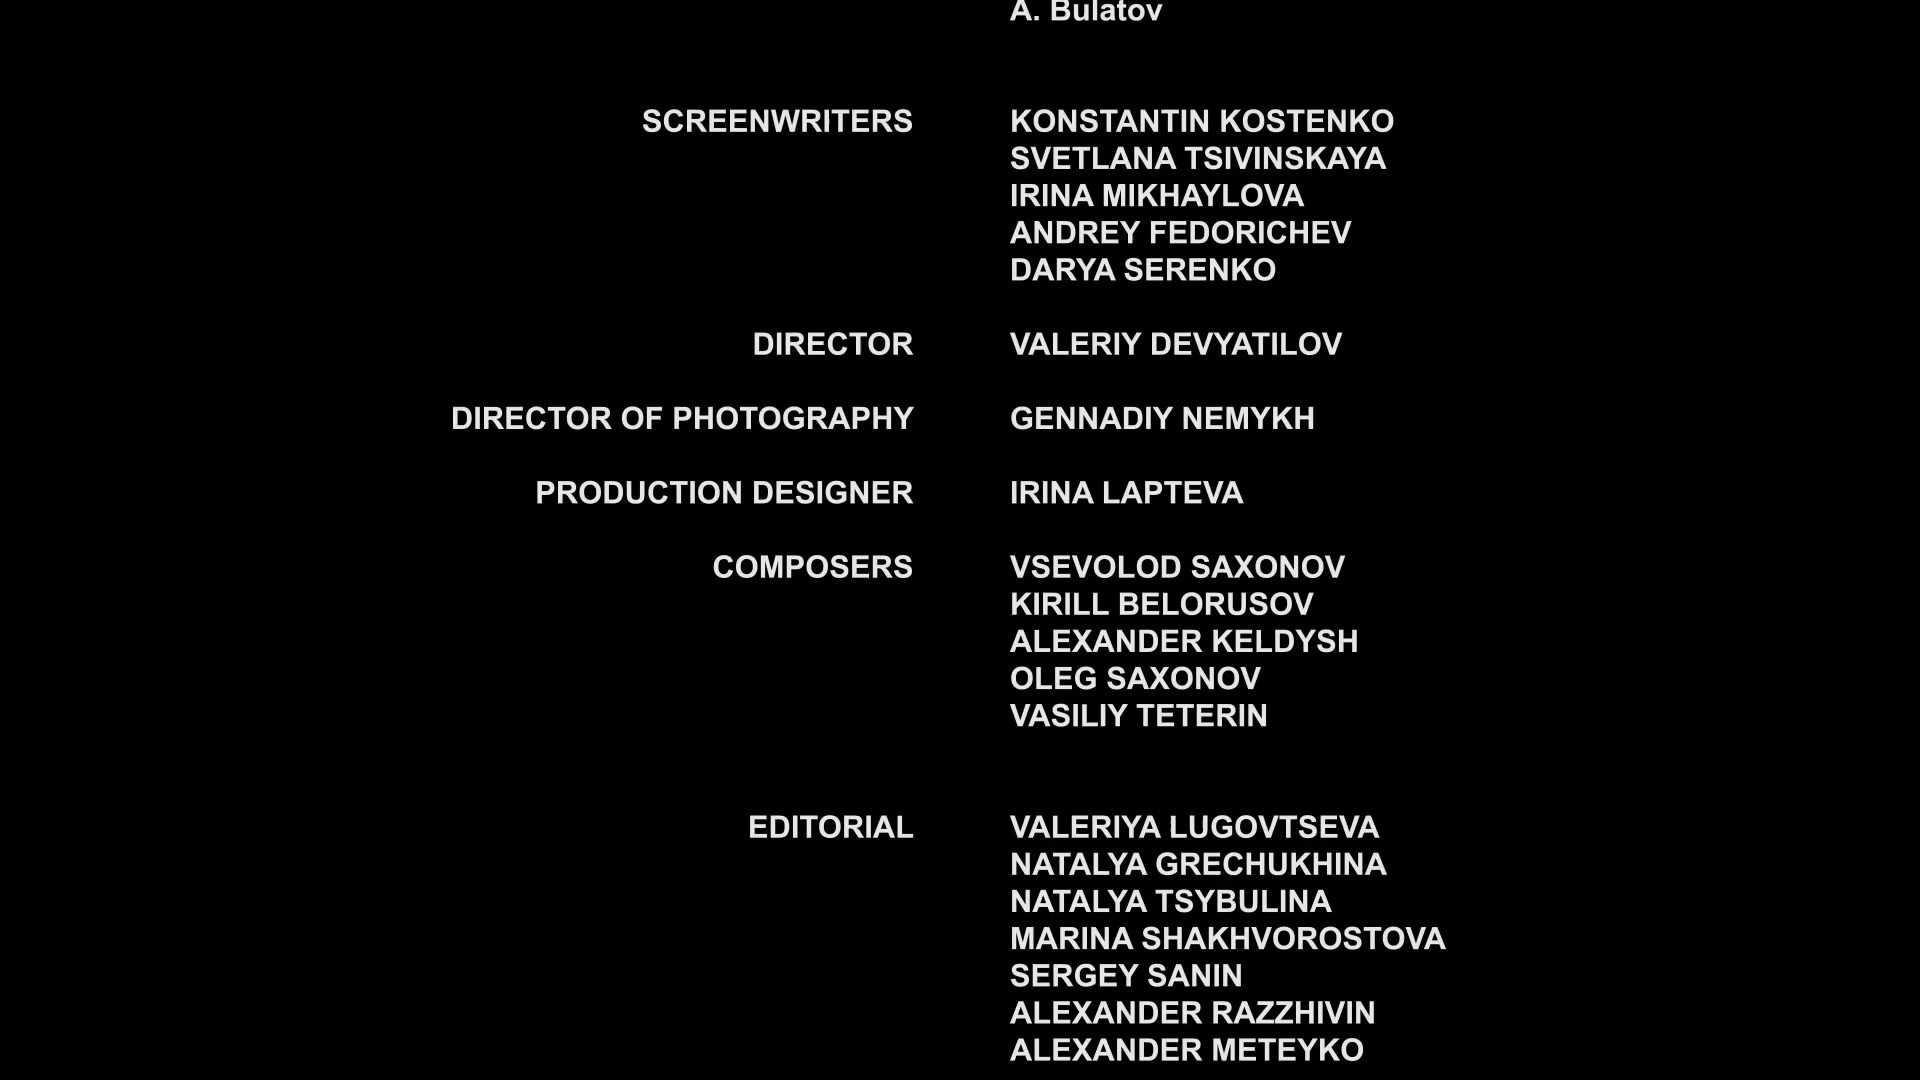 A. Bulatov
SCREENWRITERS KONSTANTIN KOSTENKO
SVETLANA TSIVINSKAYA
IRINA MIKHAYLOVA
ANDREY FEDORICHEV
DARYA SERENKO
DIRECTOR VALERIY DEVYATILOV
DIRECTOR OF PHOTOGRAPHY GENNADIY NEMYKH
PRODUCTION DESIGNER IRINA LAPTEVA
COMPOSERS VSEVOLOD SAXONOV
KIRILL BELORUSOV
ALEXANDER KELDYSH
OLEG SAXONOV
VASILIY TETERIN
EDITORIAL VALERIYA LUGOVTSEVA
NATALYA GRECHUKHINA
NATALYA TSYBULINA
MARINA SHAKHVOROSTOVA
SERGEY SANIN
ALEXANDER RAZZHIVIN
ALEXANDER METEYKO